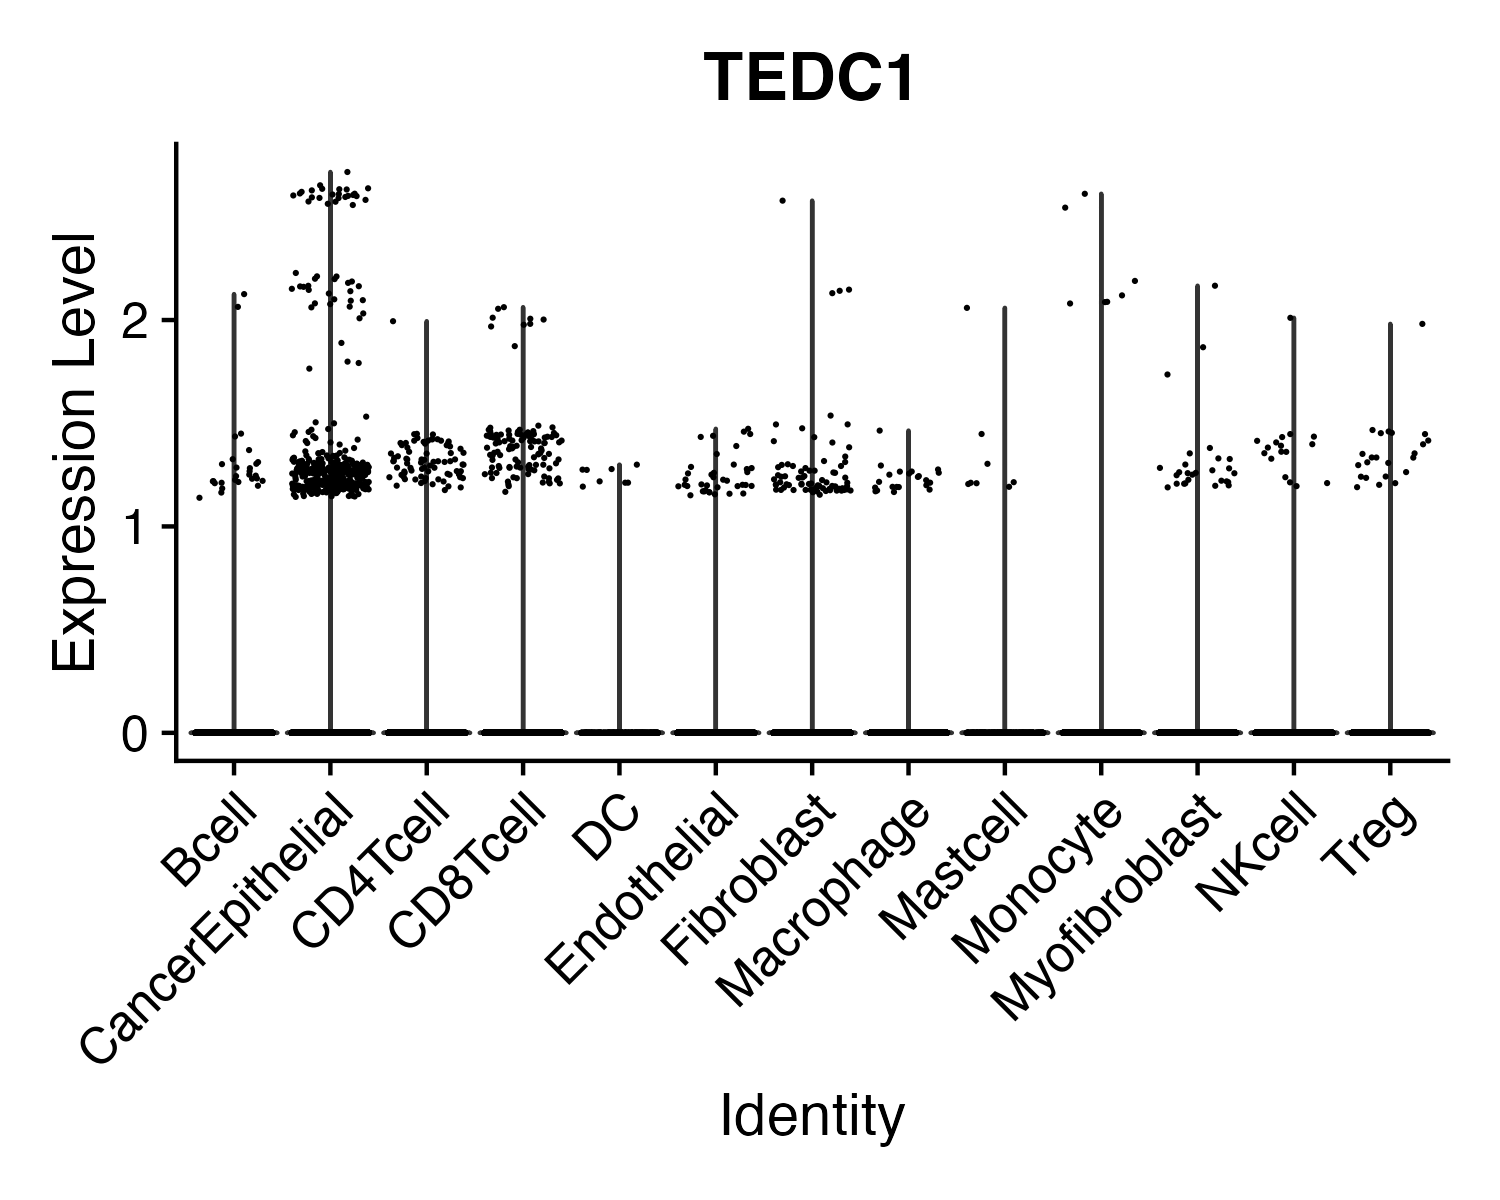 TEDC1
Expression Level
2
1
0
Bcell
CancerEpithelial
CD4Tcell
CD8Tcell
DC
Endothelial
Fibroblast
Macrophage
Mastcell
Monocyte
Myofibroblast
NKcell
Treg
Identity